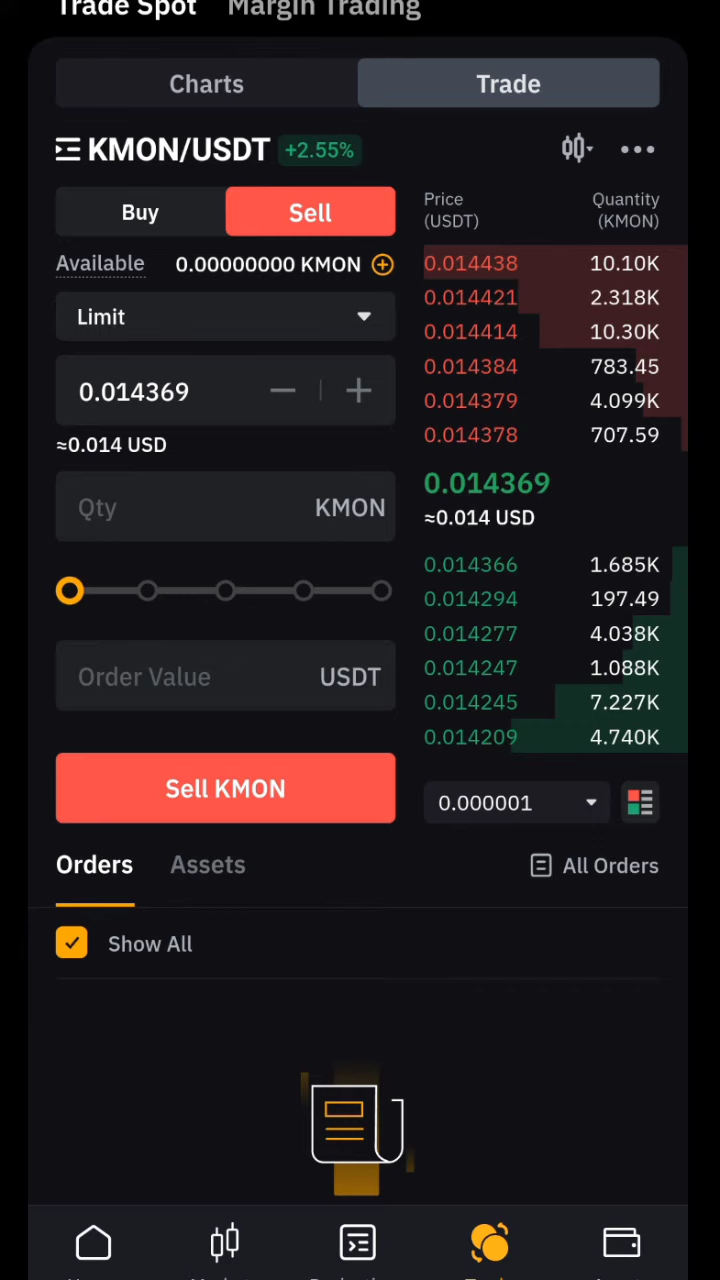 Trade Spot Margin Trading
Charts Trade
KMON/USDT +2.55%
Buy Sell
Available 0.00000000 KMON
Limit
0.014369
≈0.014 USD
Qty KMON
Order Value USDT
Sell KMON
Price Quantity
(USDT) (KMON)
0.014438 10.10K
0.014421 2.318K
0.014414 10.30K
0.014384 783.45
0.014379 4.099K
0.014378 707.59
0.014369
≈0.014 USD
0.014366 1.685K
0.014294 197.49
0.014277 4.038K
0.014247 1.088K
0.014245 7.227K
0.014209 4.740K
0.000001
Orders Assets All Orders
Show All